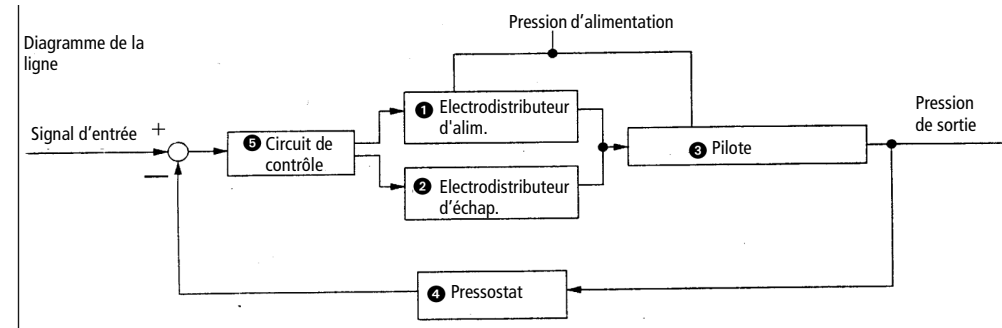 Pression d'alimentation
Diagramme de la
ligne
Signal d'entrée
+
—
❺ Circuit de
contrôle
❶ Electrodistributeur
d'alim.
❷ Electrodistributeur
d'échap.
❸ Pilote
Pression
de sortie
❹ Pressostat